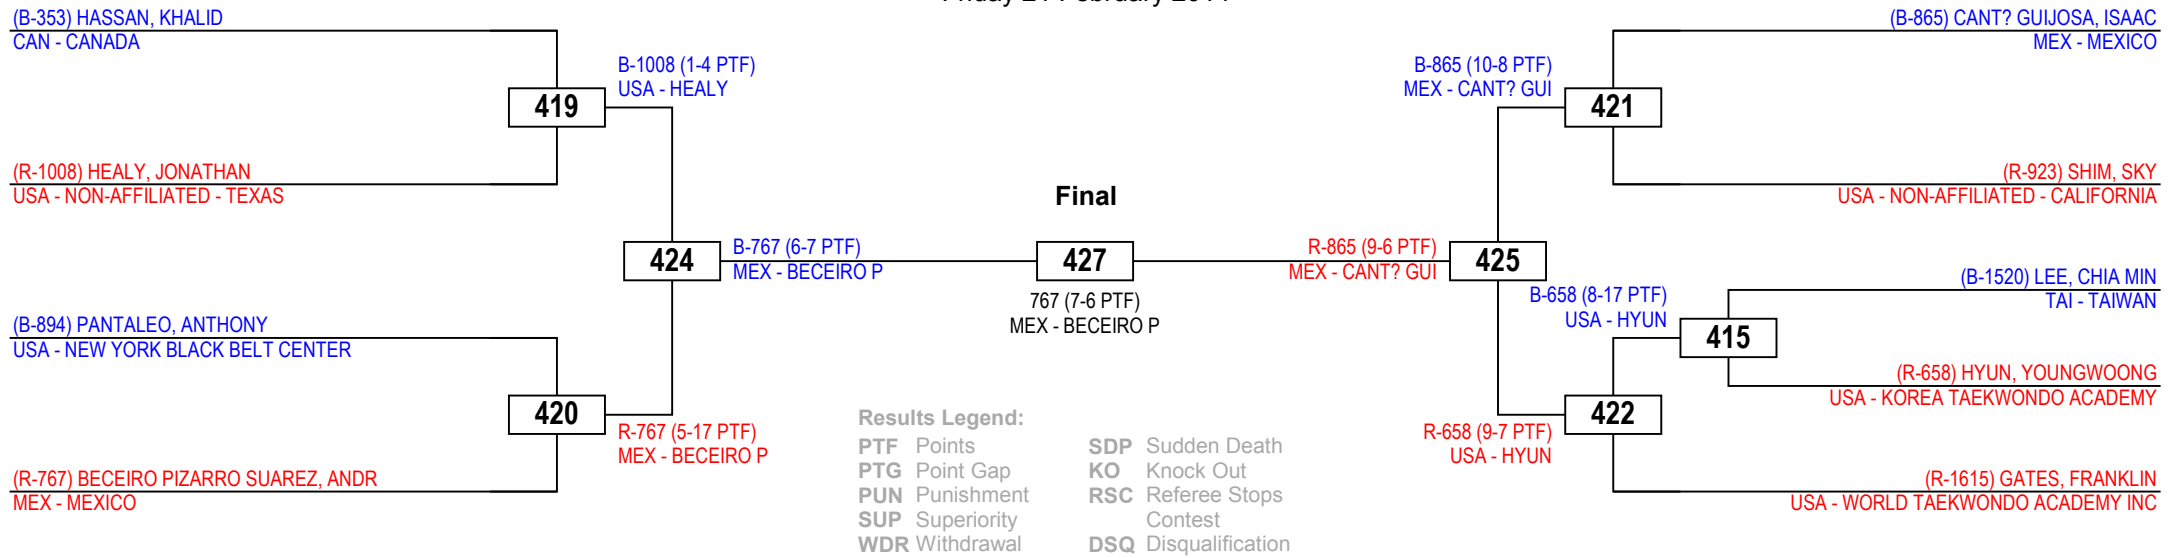 (B-353) HASSAN, KHALID
CAN - CANADA
(R-1008) HEALY, JONATHAN
USA - NON-AFFILIATED - TEXAS
(B-894) PANTALEO, ANTHONY
USA - NEW YORK BLACK BELT CENTER
(R-767) BECEIRO PIZARRO SUAREZ, ANDR
MEX - MEXICO
419
B-1008 (1-4 PTF)
USA - HEALY
420
R-767 (5-17 PTF)
MEX - BECEIRO P
424
B-767 (6-7 PTF)
MEX - BECEIRO P
Final
427
767 (7-6 PTF)
MEX - BECEIRO P
R-865 (9-6 PTF)
MEX - CANT? GUI
425
B-865 (10-8 PTF)
MEX - CANT? GUI
421
R-658 (9-7 PTF)
USA - HYUN
422
B-658 (8-17 PTF)
USA - HYUN
415
(B-865) CANT? GUIJOSA, ISAAC
MEX - MEXICO
(R-923) SHIM, SKY
USA - NON-AFFILIATED - CALIFORNIA
(B-1520) LEE, CHIA MIN
TAI - TAIWAN
(R-658) HYUN, YOUNGWOONG
USA - KOREA TAEKWONDO ACADEMY
(R-1615) GATES, FRANKLIN
USA - WORLD TAEKWONDO ACADEMY INC
Results Legend:
PTF Points
PTG Point Gap
PUN Punishment
SUP Superiority
WDR Withdrawal
SDP Sudden Death
KO Knock Out
RSC Referee Stops
Contest
DSQ Disqualification